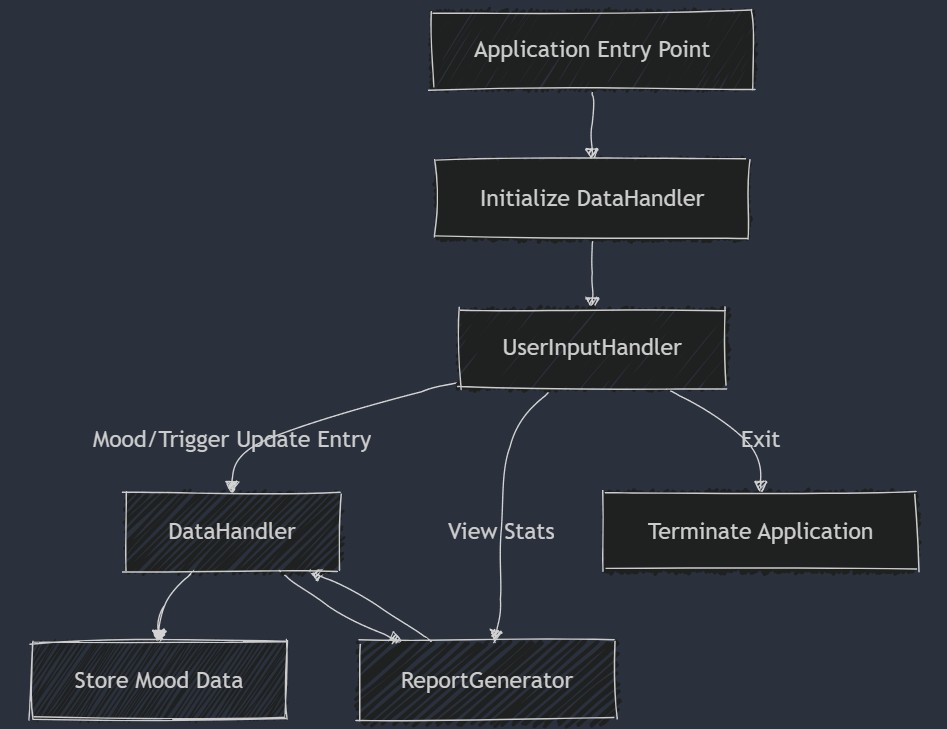 Application Entry Point
Initialize DataHandler
UserInputHandler
Mood/Trigger Update Entry
Exit
DataHandler
View Stats
Terminate Application
Store Mood Data
ReportGenerator